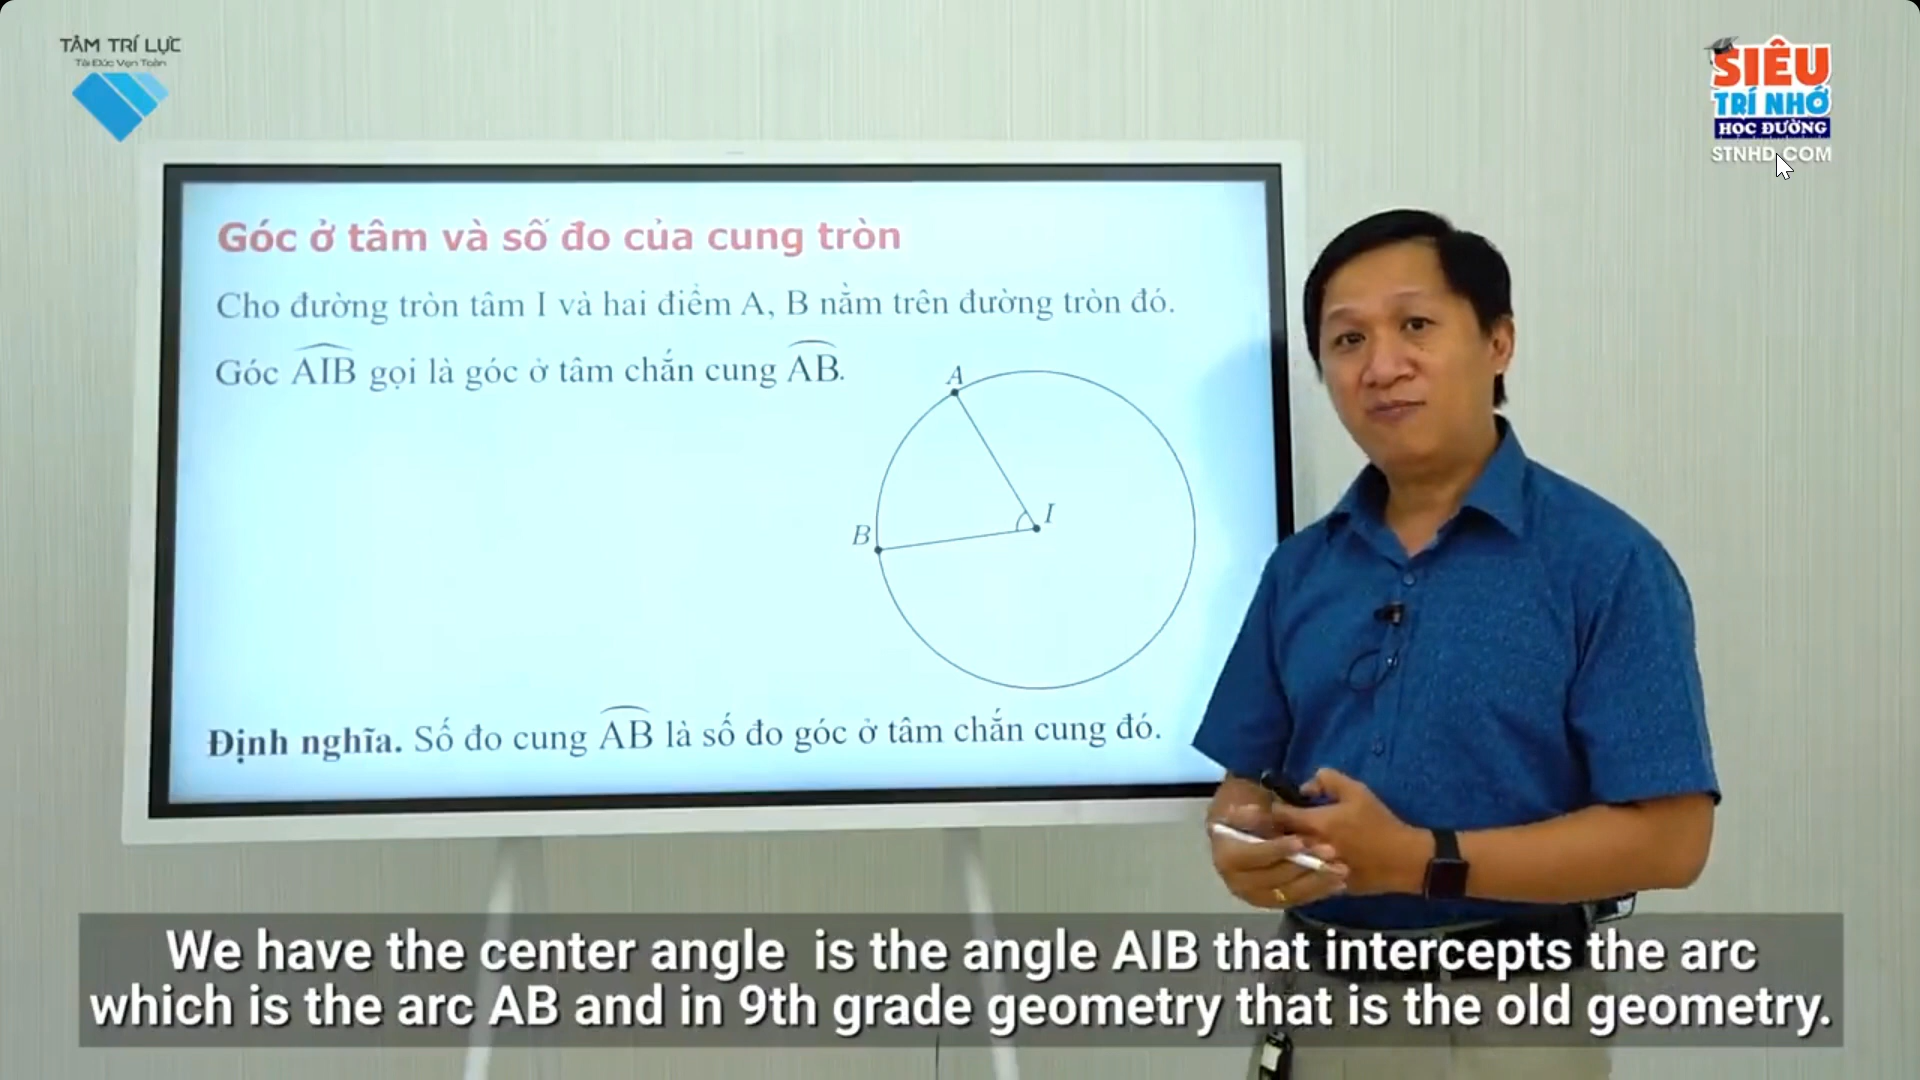 TÂM TRÍ LỰC
Tài Đức Vẹn Toàn
SIÊU
TRÍ NHỚ
HỌC ĐƯỜNG
STNHD.COM
Góc ở tâm và số đo của cung tròn
Cho đường tròn tâm I và hai điểm A, B nằm trên đường tròn đó.
Góc AIB gọi là góc ở tâm chắn cung AB.
A
I
B
Định nghĩa. Số đo cung AB là số đo góc ở tâm chắn cung đó.
We have the center angle  is the angle AIB that intercepts the arc
which is the arc AB and in 9th grade geometry that is the old geometry.